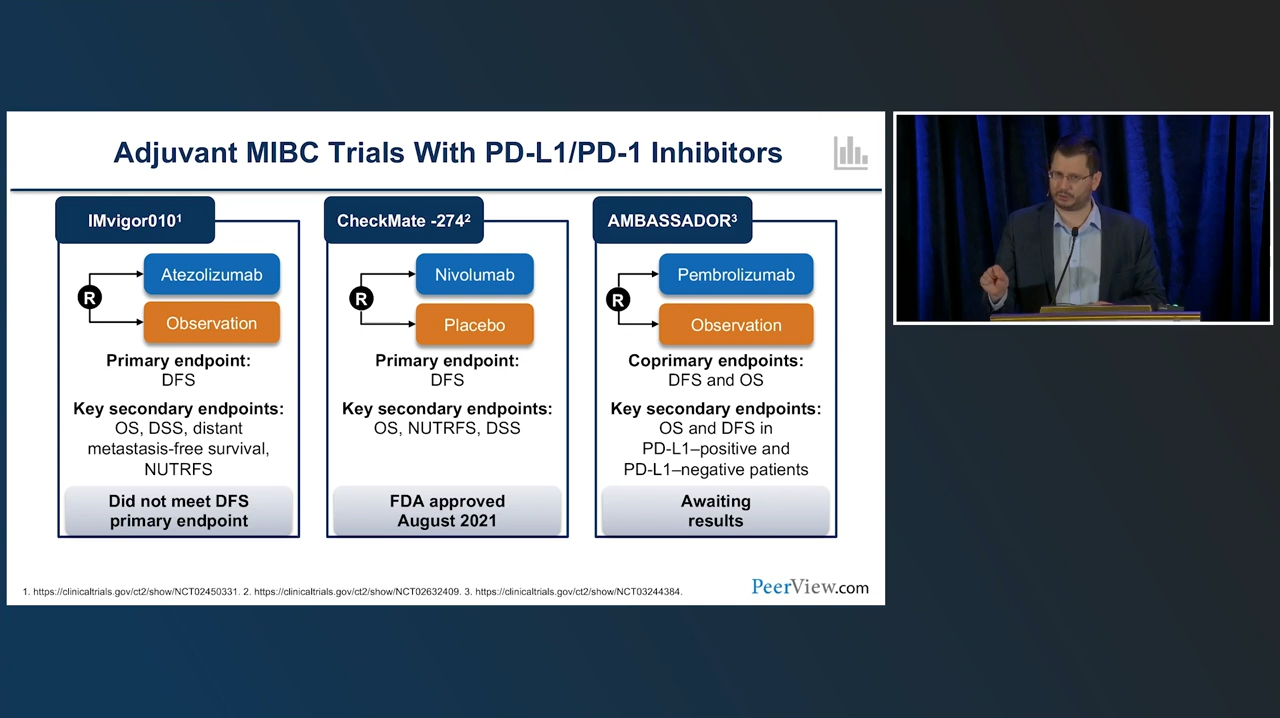 Adjuvant MIBC Trials With PD-L1/PD-1 Inhibitors
IMvigor010¹
R
Atezolizumab
Observation
Primary endpoint:
DFS
Key secondary endpoints:
OS, DSS, distant
metastasis-free survival,
NUTRFS
Did not meet DFS
primary endpoint
CheckMate -274²
R
Nivolumab
Placebo
Primary endpoint:
DFS
Key secondary endpoints:
OS, NUTRFS, DSS
FDA approved
August 2021
AMBASSADOR³
R
Pembrolizumab
Observation
Coprimary endpoints:
DFS and OS
Key secondary endpoints:
OS and DFS in
PD-L1–positive and
PD-L1–negative patients
Awaiting
results
1. https://clinicaltrials.gov/ct2/show/NCT02450331. 2. https://clinicaltrials.gov/ct2/show/NCT02632409. 3. https://clinicaltrials.gov/ct2/show/NCT03244384.
PeerView.com